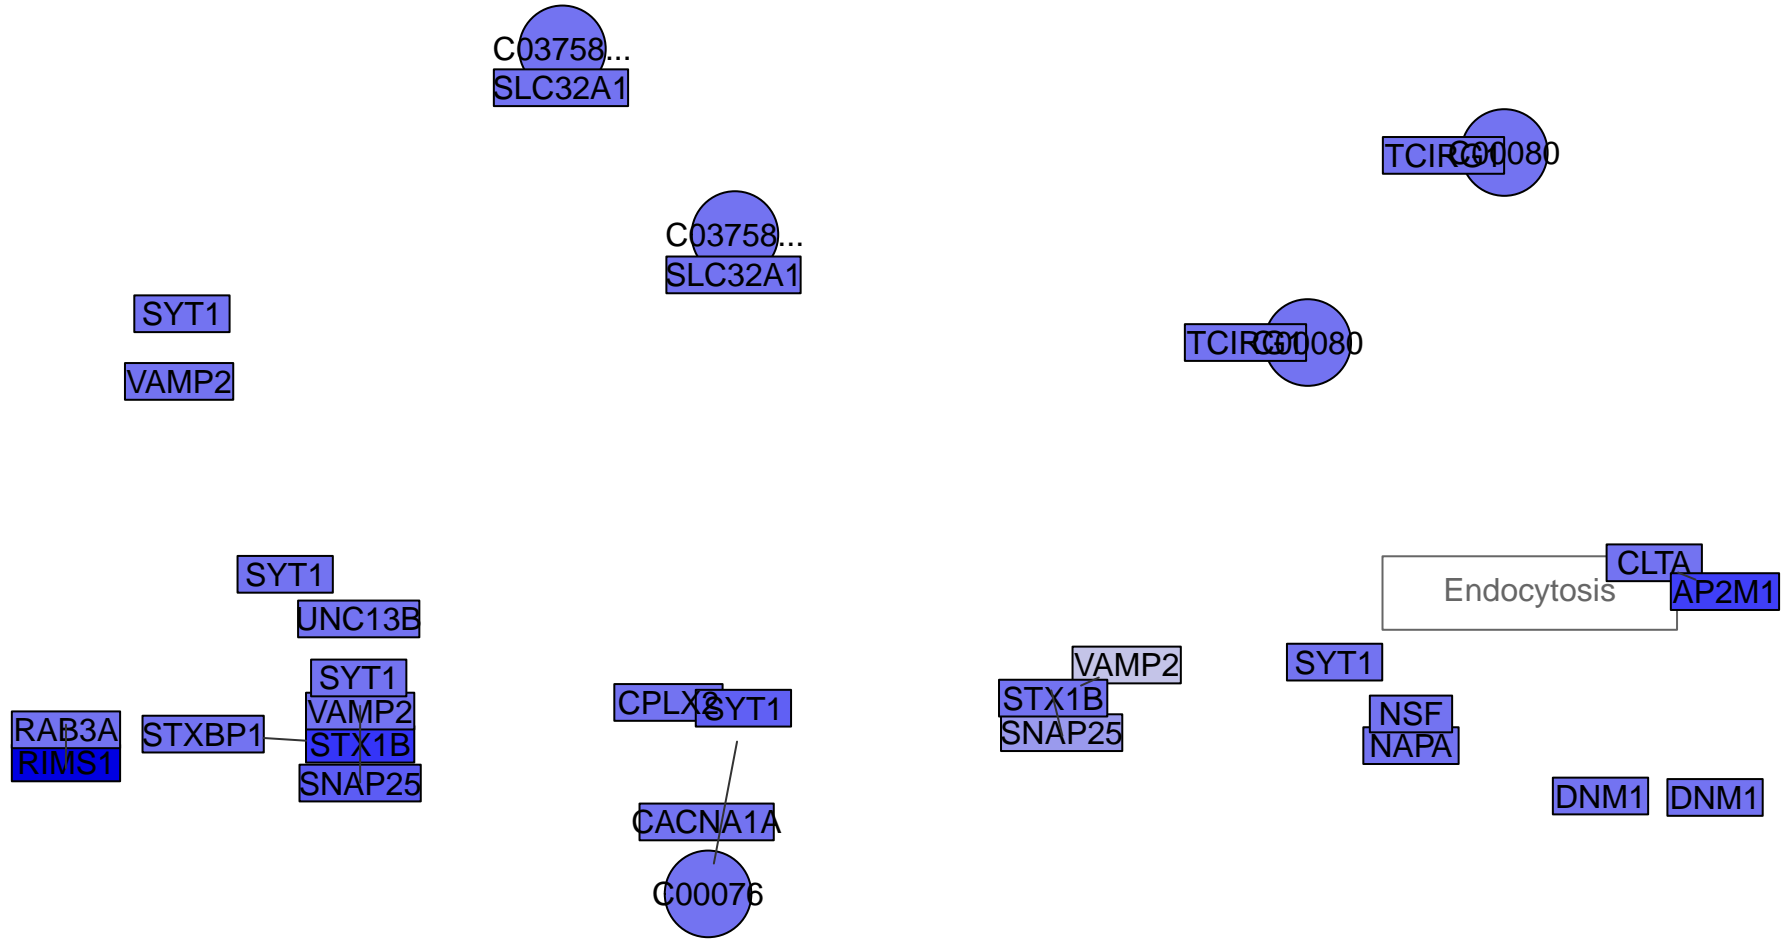 C03758...
SLC32A1
TCIRG1
C00080
C03758...
SLC32A1
SYT1
TCIRG1
C00080
VAMP2
SYT1
CLTA
Endocytosis
AP2M1
UNC13B
SYT1
VAMP2
SYT1
STX1B
CPLX2
SYT1
VAMP2
NSF
RAB3A
STXBP1
STX1B
SNAP25
NAPA
RIMS1
SNAP25
DNM1
DNM1
CACNA1A
C00076